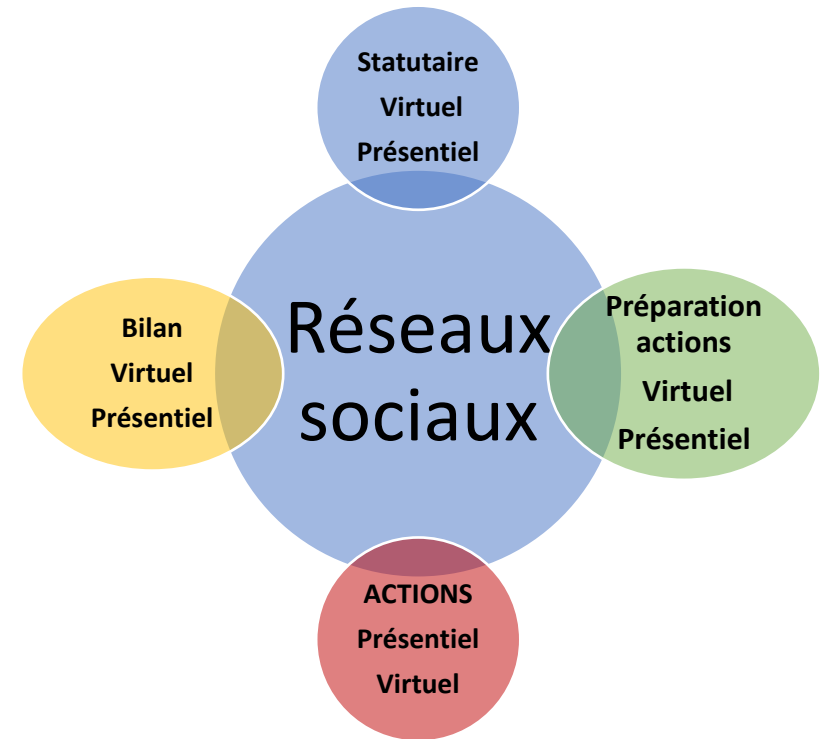 Statutaire
Virtuel
Présentiel
Bilan
Virtuel
Présentiel
Réseaux
sociaux
Préparation
actions
Virtuel
Présentiel
ACTIONS
Présentiel
Virtuel